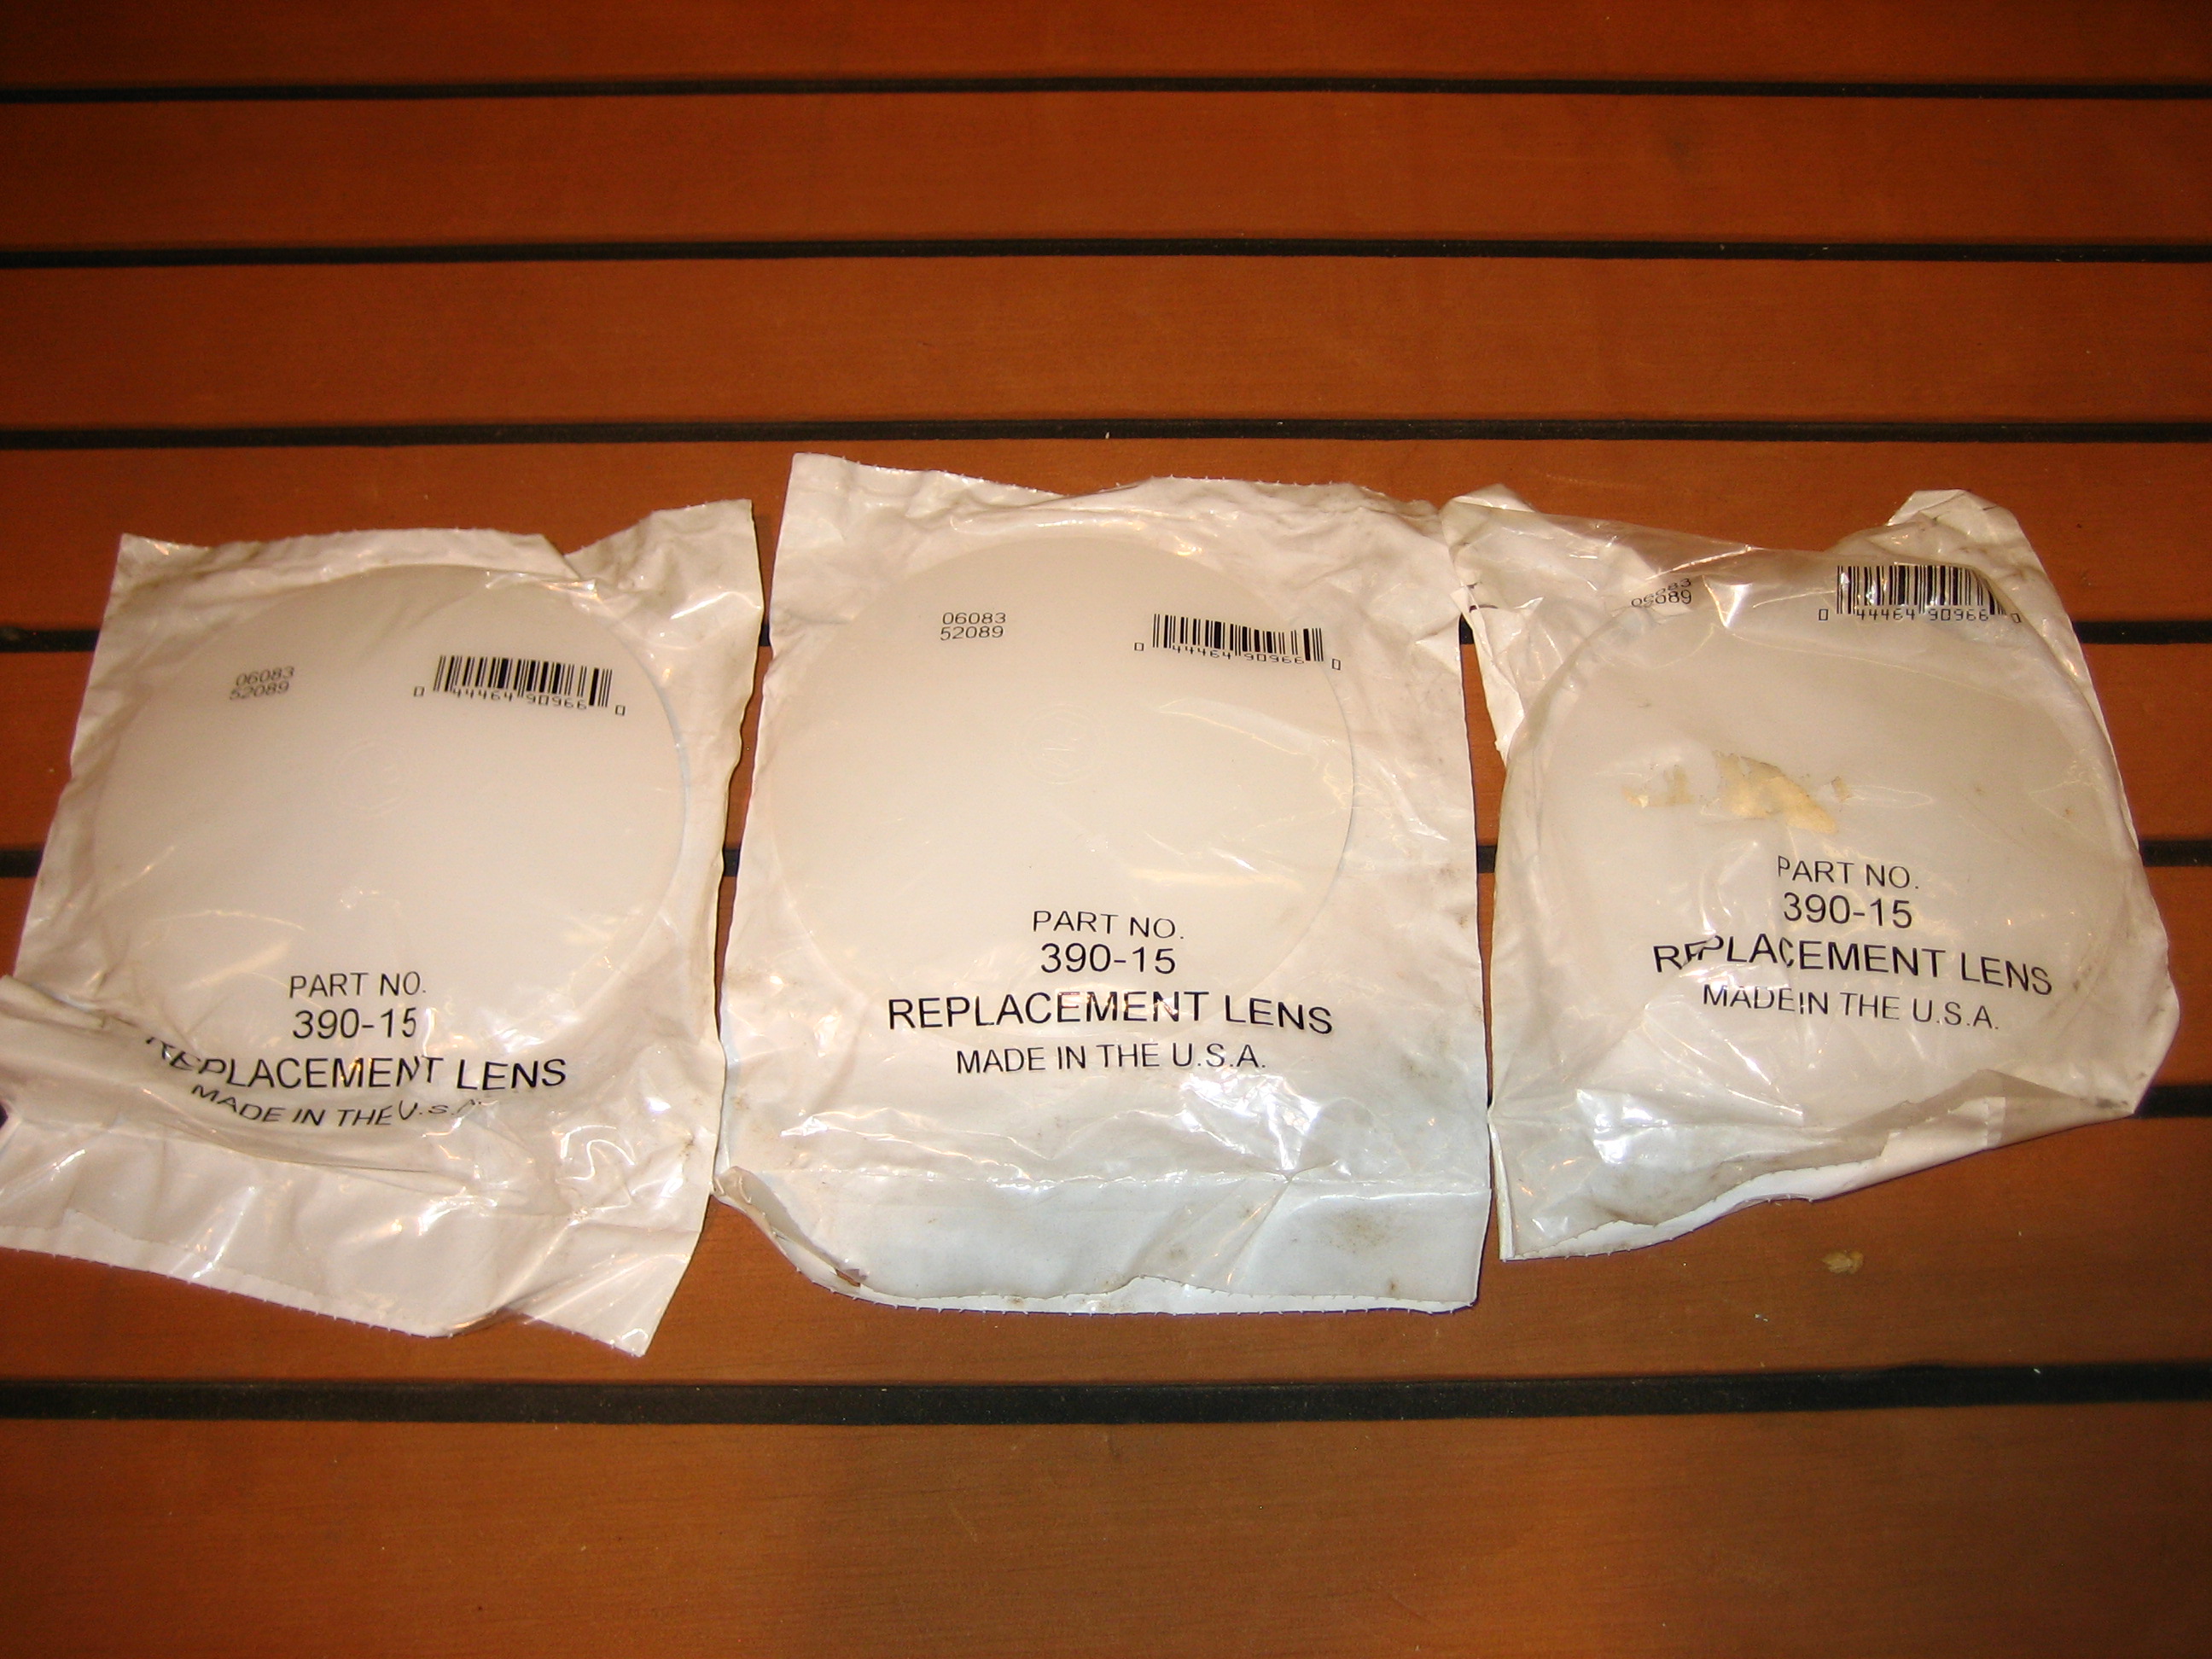 06083
52089
0 44464 90966 0
PART NO.
390-15
REPLACEMENT LENS
MADE IN THE U.S.A.
06083
52089
0 44464 90966 0
PART NO.
390-15
REPLACEMENT LENS
MADE IN THE U.S.A.
0 44464 90966 0
PART NO.
390-15
REPLACEMENT LENS
MADE IN THE U.S.A.